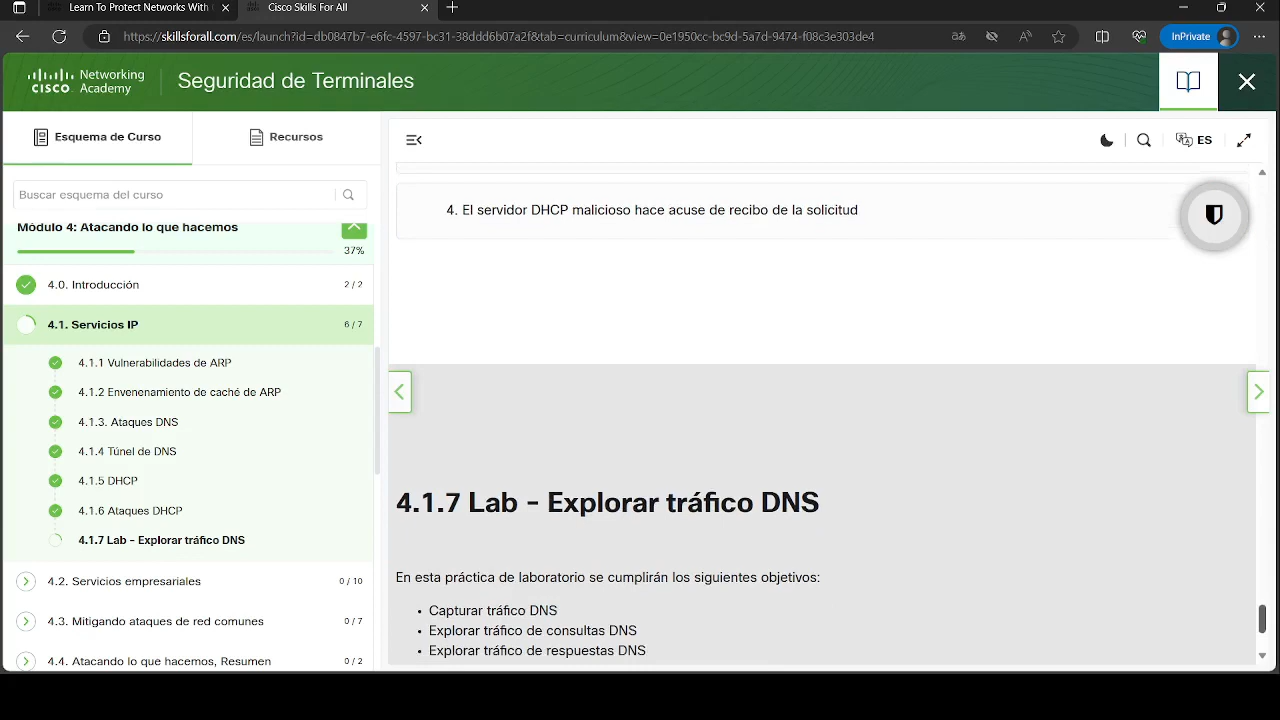 Learn To Protect Networks With
Cisco Skills For All
https://skillsforall.com/es/launch?id=db0847b7-e6fc-4597-bc31-38ddd6b07a2f&tab=curriculum&view=0e1950cc-bc9d-5a7d-9474-f08c3e303de4
InPrivate
Networking
CISCO Academy
Seguridad de Terminales
Esquema de Curso
Recursos
ES
Buscar esquema del curso
Módulo 4: Atacando lo que hacemos
37%
4.0. Introducción 2 / 2
4.1. Servicios IP 6 / 7
4.1.1 Vulnerabilidades de ARP
4.1.2 Envenenamiento de caché de ARP
4.1.3. Ataques DNS
4.1.4 Túnel de DNS
4.1.5 DHCP
4.1.6 Ataques DHCP
4.1.7 Lab - Explorar tráfico DNS
4.2. Servicios empresariales 0 / 10
4.3. Mitigando ataques de red comunes 0 / 7
4.4. Atacando lo que hacemos, Resumen 0 / 2
4. El servidor DHCP malicioso hace acuse de recibo de la solicitud
4.1.7 Lab - Explorar tráfico DNS
En esta práctica de laboratorio se cumplirán los siguientes objetivos:
• Capturar tráfico DNS
• Explorar tráfico de consultas DNS
• Explorar tráfico de respuestas DNS